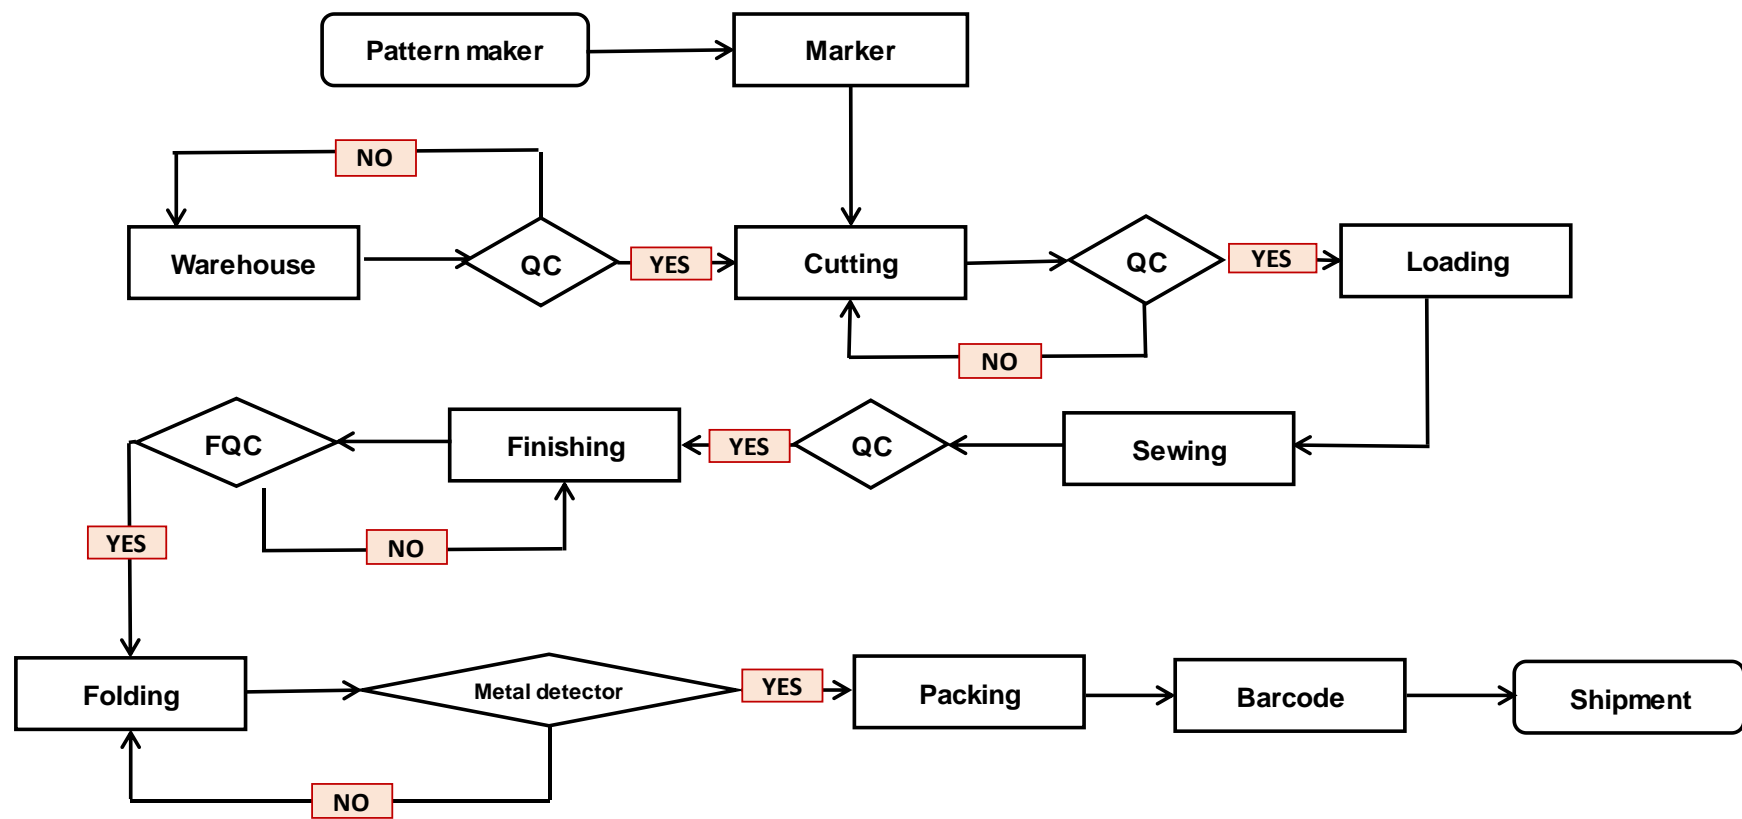 Pattern maker
Marker
NO
Warehouse
QC
YES
Cutting
QC
YES
Loading
NO
FQC
Finishing
YES
QC
Sewing
YES
NO
Folding
Metal detector
YES
Packing
Barcode
Shipment
NO